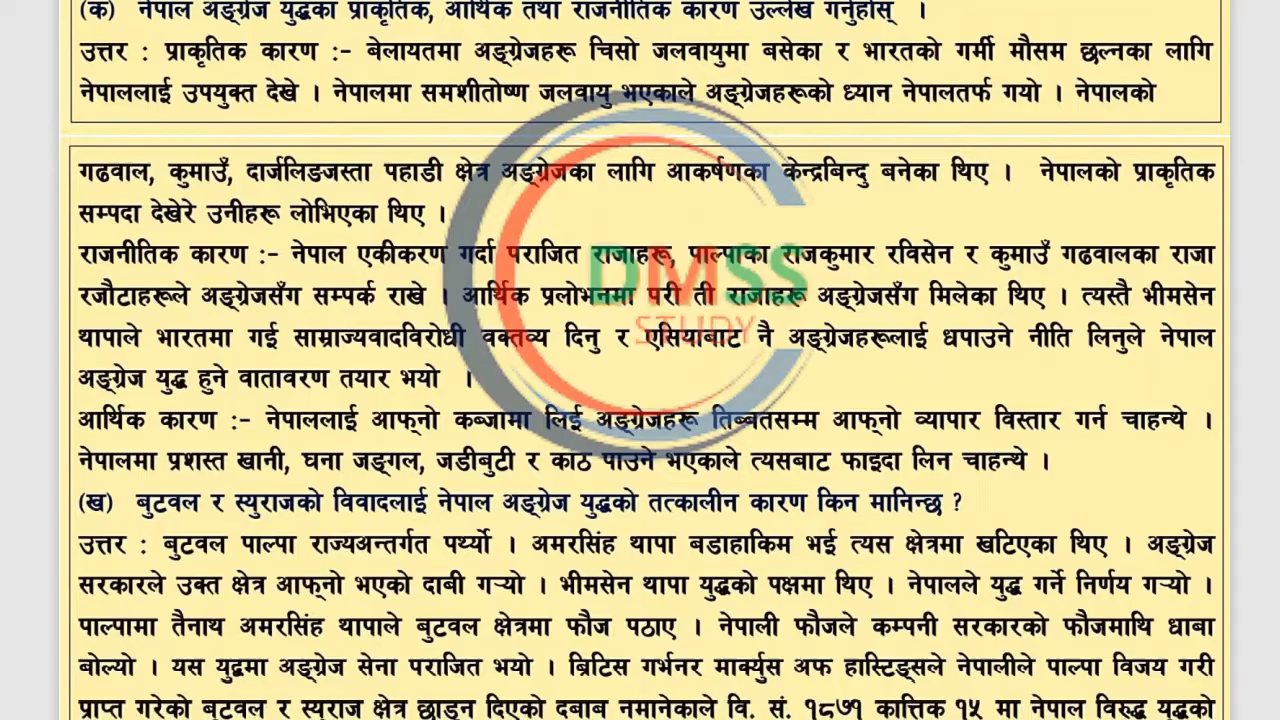 (क) नेपाल अङ्ग्रेज युद्धका प्राकृतिक, आर्थिक तथा राजनीतिक कारण उल्लेख गर्नुहोस् ।
उत्तर : प्राकृतिक कारण :- बेलायतमा अङ्ग्रेजहरू चिसो जलवायुमा बसेका र भारतको गर्मी मौसम छल्नका लागि
नेपाललाई उपयुक्त देखे । नेपालमा समशीतोष्ण जलवायु भएकाले अङ्ग्रेजहरूको ध्यान नेपालतर्फ गयो । नेपालको
गढवाल, कुमाउँ, दार्जलिङजस्ता पहाडी क्षेत्र अङ्ग्रेजका लागि आकर्षणका केन्द्रबिन्दु बनेका थिए । नेपालको प्राकृतिक
सम्पदा देखेरे उनीहरू लोभिएका थिए ।
राजनीतिक कारण :- नेपाल एकीकरण गर्दा पराजित राजाहरू, पाल्पाका राजकुमार रविसेन र कुमाउँ गढवालका राजा
रजौटाहरूले अङ्ग्रेजसँग सम्पर्क राखे । आर्थिक प्रलोभनमा परी ती राजाहरू अङ्ग्रेजसँग मिलेका थिए । त्यस्तै भीमसेन
थापाले भारतमा गई साम्राज्यवादविरोधी वक्तव्य दिनु र एसियाबाट नै अङ्ग्रेजहरूलाई धपाउने नीति लिनुले नेपाल
अङ्ग्रेज युद्ध हुने वातावरण तयार भयो ।
आर्थिक कारण :- नेपाललाई आफ्नो कब्जामा लिई अङ्ग्रेजहरू तिब्बतसम्म आफ्नो व्यापार विस्तार गर्न चाहन्थे ।
नेपालमा प्रशस्त खानी, घना जङ्गल, जडीबुटी र काठ पाउने भएकाले त्यसबाट फाइदा लिन चाहन्थे ।
(ख) बुटवल र स्युराजको विवादलाई नेपाल अङ्ग्रेज युद्धको तत्कालीन कारण किन मानिन्छ ?
उत्तर : बुटवल पाल्पा राज्यअन्तर्गत पर्थ्यो । अमरसिंह थापा बडाहाकिम भई त्यस क्षेत्रमा खटिएका थिए । अङ्ग्रेज
सरकारले उक्त क्षेत्र आफ्नो भएको दाबी गऱ्यो । भीमसेन थापा युद्धको पक्षमा थिए । नेपालले युद्ध गर्ने निर्णय गऱ्यो ।
पाल्पामा तैनाथ अमरसिंह थापाले बुटवल क्षेत्रमा फौज पठाए । नेपाली फौजले कम्पनी सरकारको फौजमाथि धाबा
बोल्यो । यस युद्धमा अङ्ग्रेज सेना पराजित भयो । ब्रिटिस गर्भनर मार्क्युस अफ हास्टिङ्सले नेपालीले पाल्पा विजय गरी
प्राप्त गरेको बुटवल र स्युराज क्षेत्र छाड्न दिएको दबाब नमानेकाले वि. सं. १८७१ कात्तिक १५ मा नेपाल विरुद्ध युद्धको
DMSS
STUDY